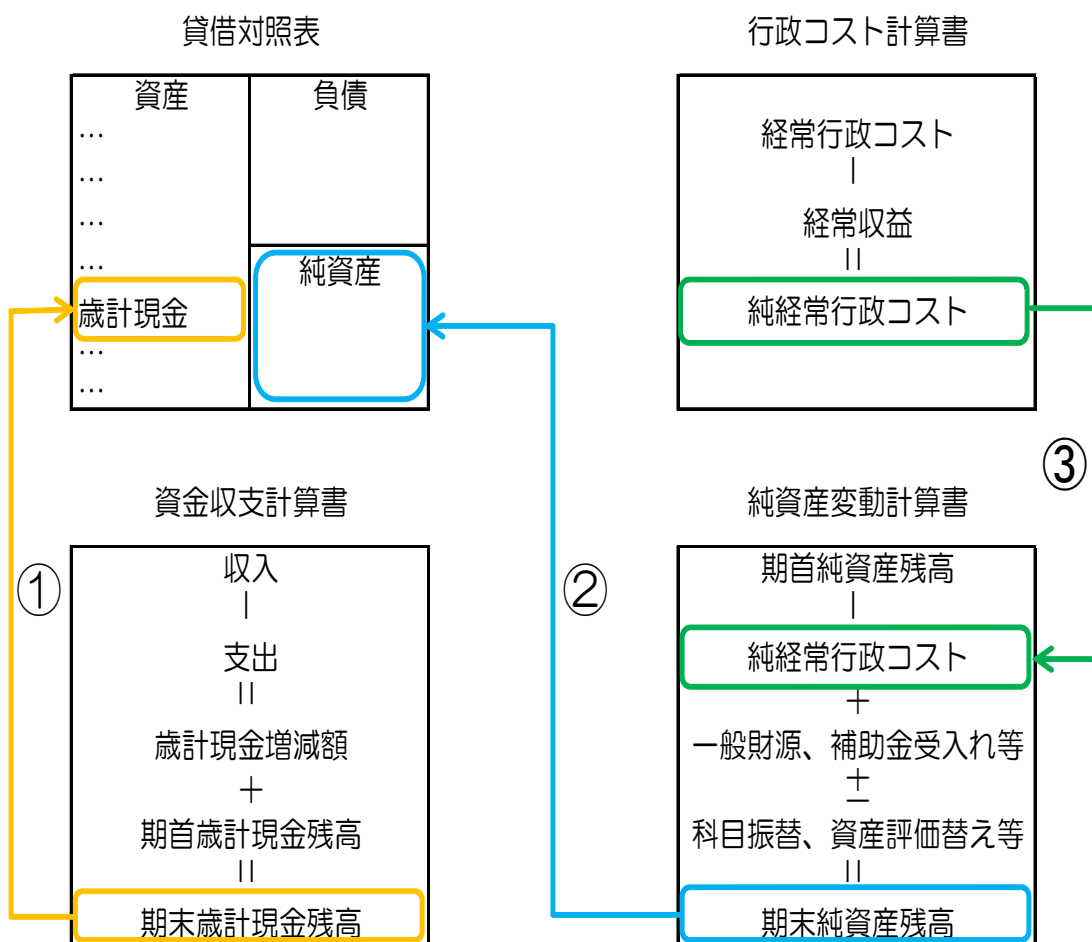 貸借対照表
資産
負債
…
…
…
…
純資産
歳計現金
…
…
行政コスト計算書
経常行政コスト
－
経常収益
＝
純経常行政コスト
③
資金収支計算書
①
収入
－
支出
＝
歳計現金増減額
＋
期首歳計現金残高
＝
期末歳計現金残高
②
純資産変動計算書
期首純資産残高
－
純経常行政コスト
＋
一般財源、補助金受入れ等
±
科目振替、資産評価替え等
＝
期末純資産残高